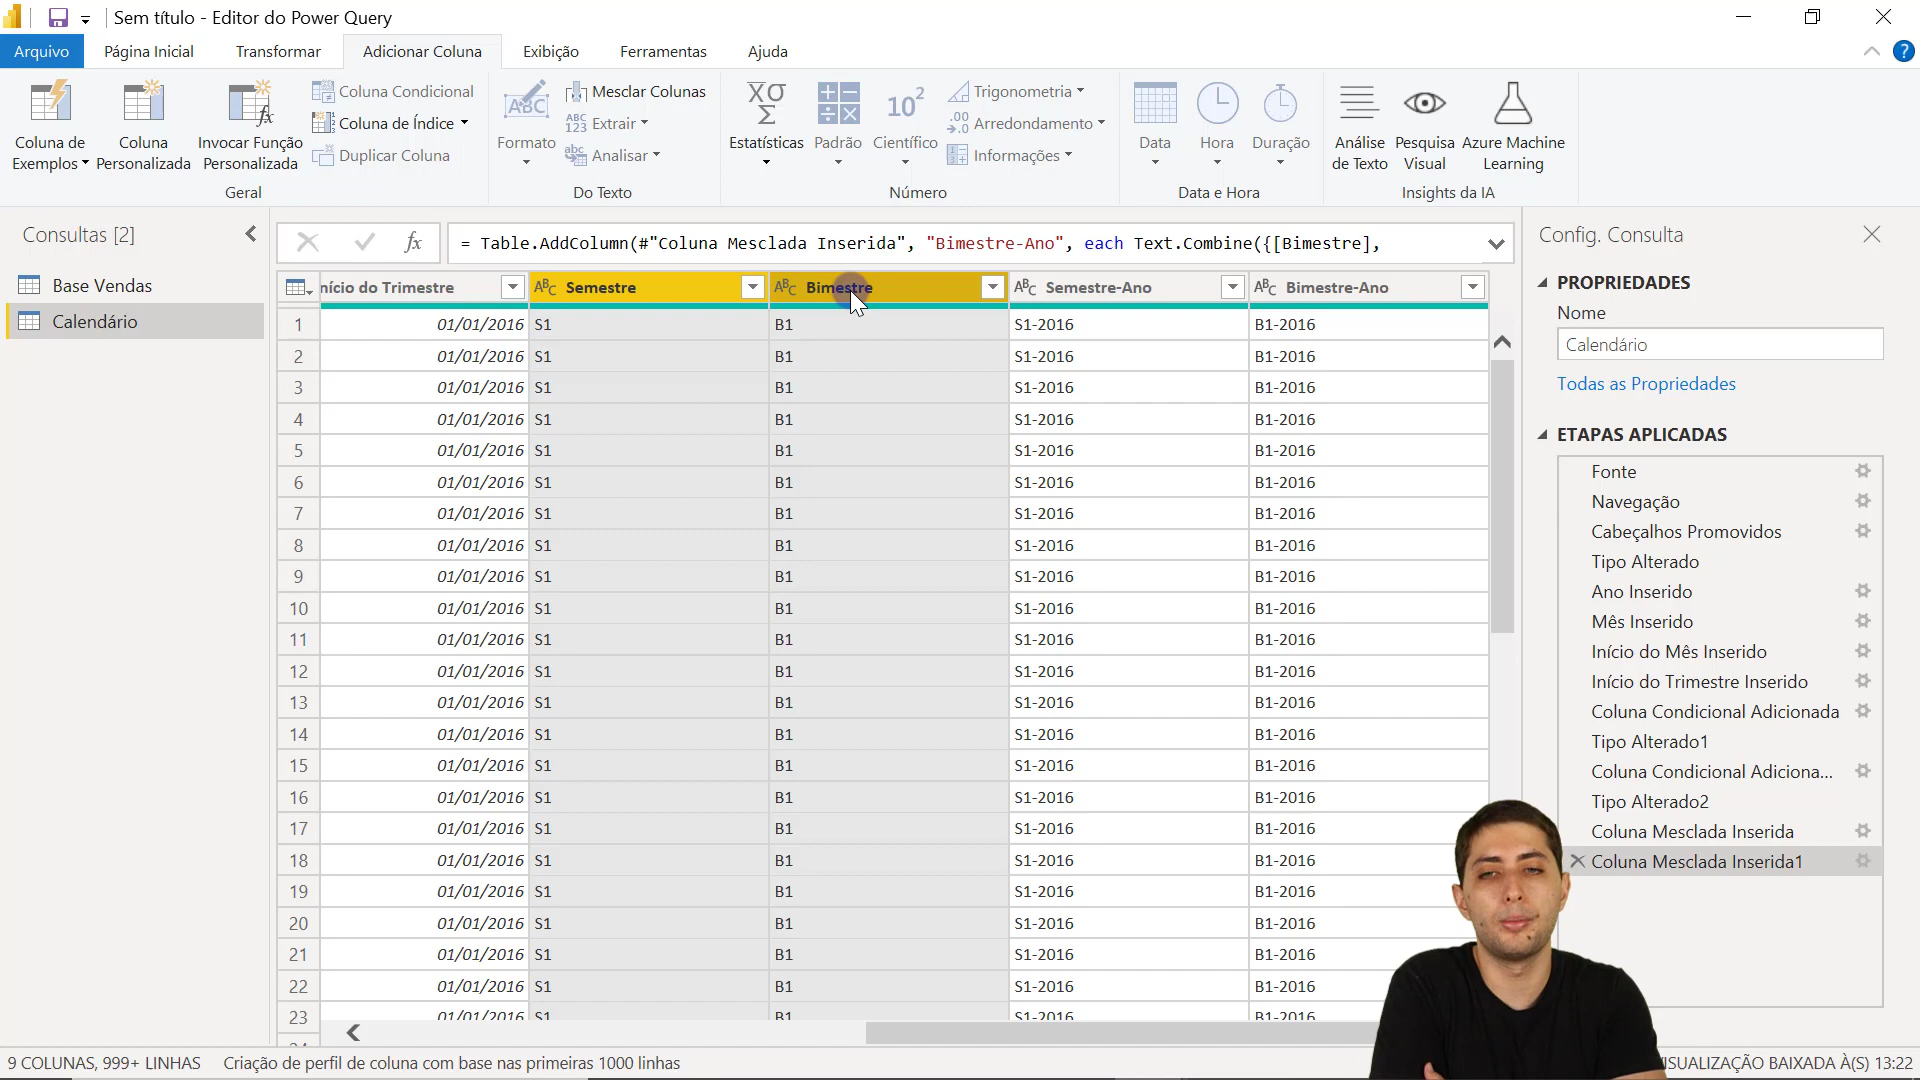 Sem título - Editor do Power Query
Arquivo Página Inicial Transformar Adicionar Coluna Exibição Ferramentas Ajuda
Coluna de Exemplos
Coluna Personalizada
Invocar Função Personalizada
Coluna Condicional
Coluna de Índice
Duplicar Coluna
Geral
Formato
Mesclar Colunas
Extrair
Analisar
Do Texto
Estatísticas
Padrão
Científico
Trigonometria
Arredondamento
Informações
Número
Data
Hora
Duração
Data e Hora
Análise de Texto
Pesquisa Visual
Azure Machine Learning
Insights da IA
Consultas [2]
Base Vendas
Calendário
= Table.AddColumn(#"Coluna Mesclada Inserida", "Bimestre-Ano", each Text.Combine({[Bimestre],
nício do Trimestre Semestre Bimestre Semestre-Ano Bimestre-Ano
1 01/01/2016 S1 B1 S1-2016 B1-2016
2 01/01/2016 S1 B1 S1-2016 B1-2016
3 01/01/2016 S1 B1 S1-2016 B1-2016
4 01/01/2016 S1 B1 S1-2016 B1-2016
5 01/01/2016 S1 B1 S1-2016 B1-2016
6 01/01/2016 S1 B1 S1-2016 B1-2016
7 01/01/2016 S1 B1 S1-2016 B1-2016
8 01/01/2016 S1 B1 S1-2016 B1-2016
9 01/01/2016 S1 B1 S1-2016 B1-2016
10 01/01/2016 S1 B1 S1-2016 B1-2016
11 01/01/2016 S1 B1 S1-2016 B1-2016
12 01/01/2016 S1 B1 S1-2016 B1-2016
13 01/01/2016 S1 B1 S1-2016 B1-2016
14 01/01/2016 S1 B1 S1-2016 B1-2016
15 01/01/2016 S1 B1 S1-2016 B1-2016
16 01/01/2016 S1 B1 S1-2016 B1-2016
17 01/01/2016 S1 B1 S1-2016 B1-2016
18 01/01/2016 S1 B1 S1-2016 B1-2016
19 01/01/2016 S1 B1 S1-2016 B1-2016
20 01/01/2016 S1 B1 S1-2016 B1-2016
21 01/01/2016 S1 B1 S1-2016 B1-2016
22 01/01/2016 S1 B1 S1-2016 B1-2016
23 01/01/2016 S1 B1 S1-2016 B1-2016
Config. Consulta
PROPRIEDADES
Nome
Calendário
Todas as Propriedades
ETAPAS APLICADAS
Fonte
Navegação
Cabeçalhos Promovidos
Tipo Alterado
Ano Inserido
Mês Inserido
Início do Mês Inserido
Início do Trimestre Inserido
Coluna Condicional Adicionada
Tipo Alterado1
Coluna Condicional Adiciona...
Tipo Alterado2
Coluna Mesclada Inserida
Coluna Mesclada Inserida1
9 COLUNAS, 999+ LINHAS Criação de perfil de coluna com base nas primeiras 1000 linhas
ISUALIZAÇÃO BAIXADA À(S) 13:22